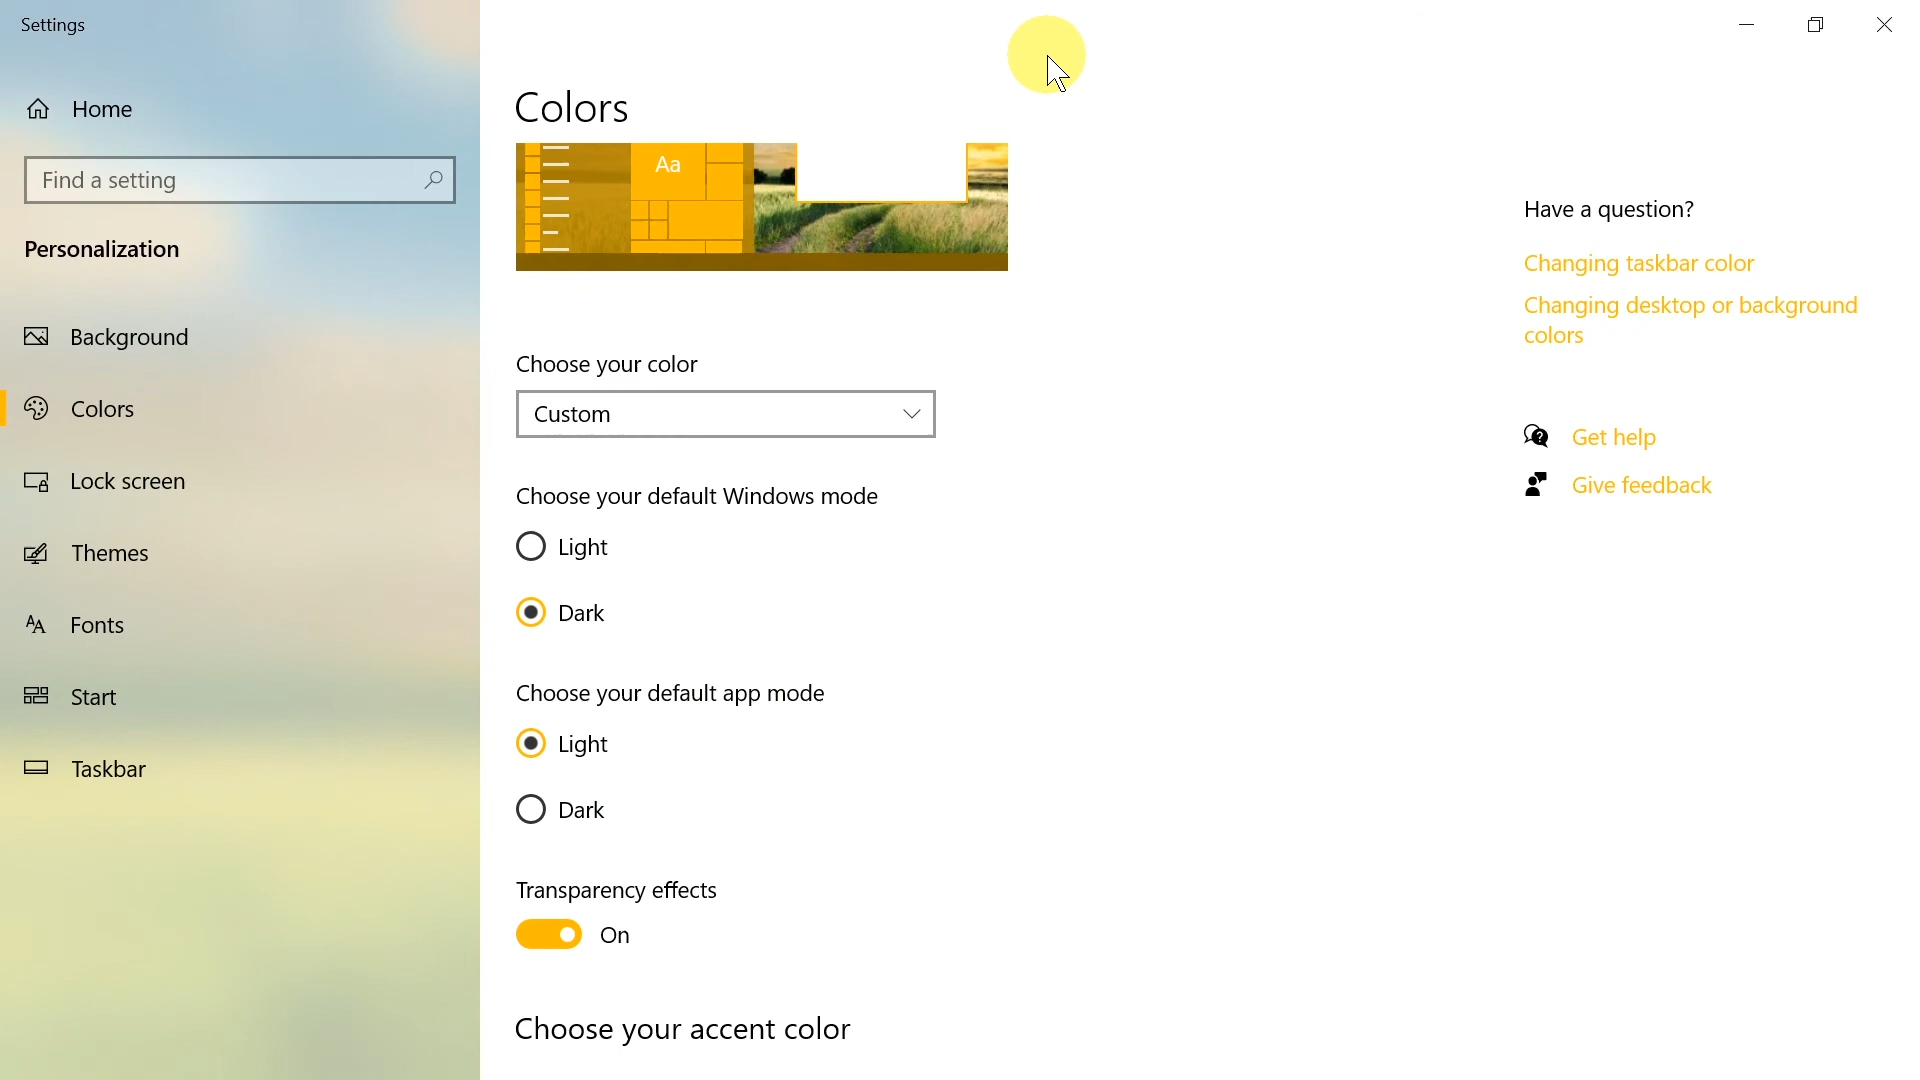 Settings
Home
Find a setting
Personalization
Background
Colors
Lock screen
Themes
Fonts
Start
Taskbar
Colors
Aa
Choose your color
Custom
Choose your default Windows mode
Light
Dark
Choose your default app mode
Light
Dark
Transparency effects
On
Choose your accent color
Have a question?
Changing taskbar color
Changing desktop or background
colors
Get help
Give feedback